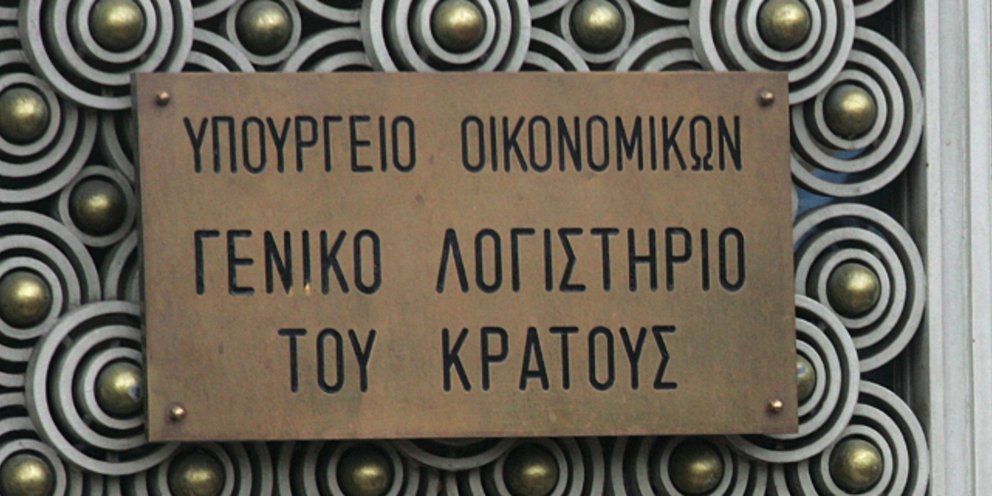 ΥΠΟΥΡΓΕΙΟ ΟΙΚΟΝΟΜΙΚΩΝ
ΓΕΝΙΚΟ ΛΟΓΙΣΤΗΡΙΟ
ΤΟΥ ΚΡΑΤΟΥΣ